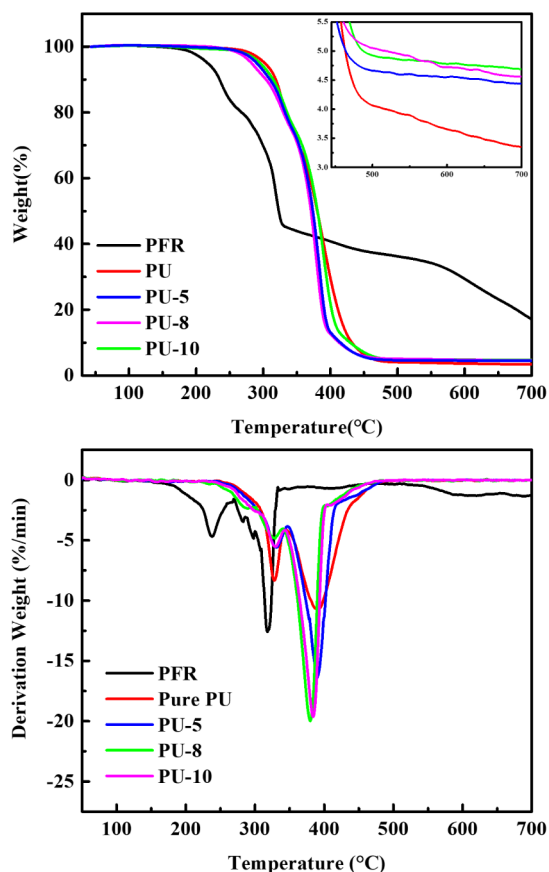 100
80
60
40
20
0
Weight(%)
5.5
5.0
4.5
4.0
3.5
3.0
500
600
700
PFR
PU
PU-5
PU-8
PU-10
100
200
300
400
500
600
700
Temperature(°C)
0
-5
-10
-15
-20
-25
Derivation Weight (%/min)
PFR
Pure PU
PU-5
PU-8
PU-10
100
200
300
400
500
600
700
Temperature (°C)